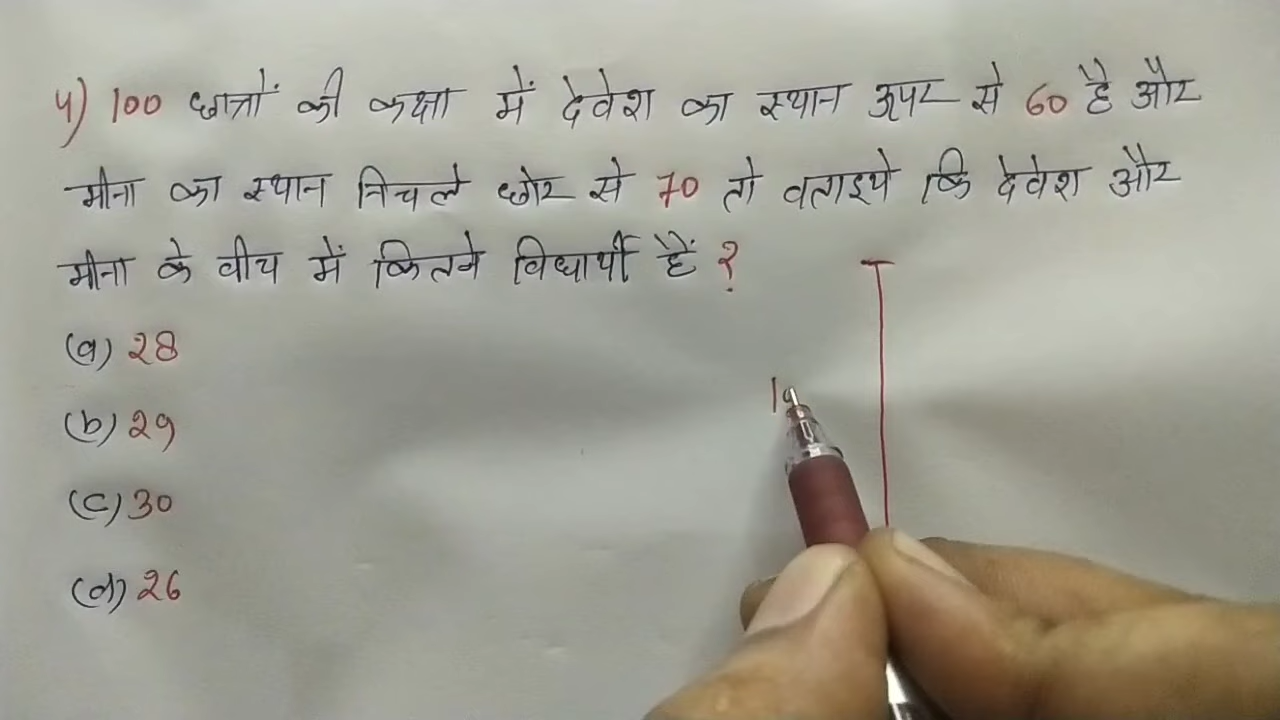 4) 100 छात्रों की कक्षा में देवेश का स्थान ऊपर से 60 है और
मीना का स्थान निचले छोर से 70 तो बताइये कि देवेश और
मीना के बीच में कितने विधार्थी हैं ?
(a) 28
(b) 29
(c) 30
(d) 26